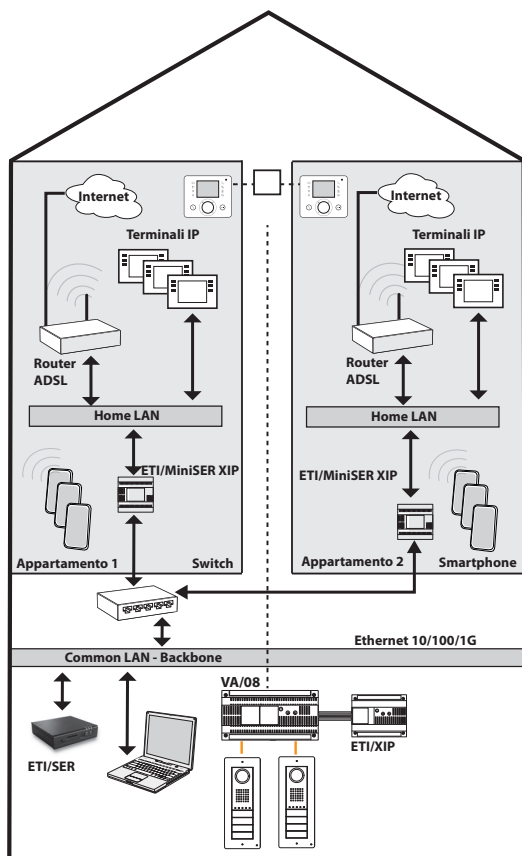 Internet
Terminali IP
Router
ADSL
Home LAN
ETI/MiniSER XIP
Appartamento 1
Switch
Internet
Terminali IP
Router
ADSL
Home LAN
ETI/MiniSER XIP
Appartamento 2
Smartphone
Ethernet 10/100/1G
Common LAN - Backbone
VA/08
ETI/XIP
ETI/SER